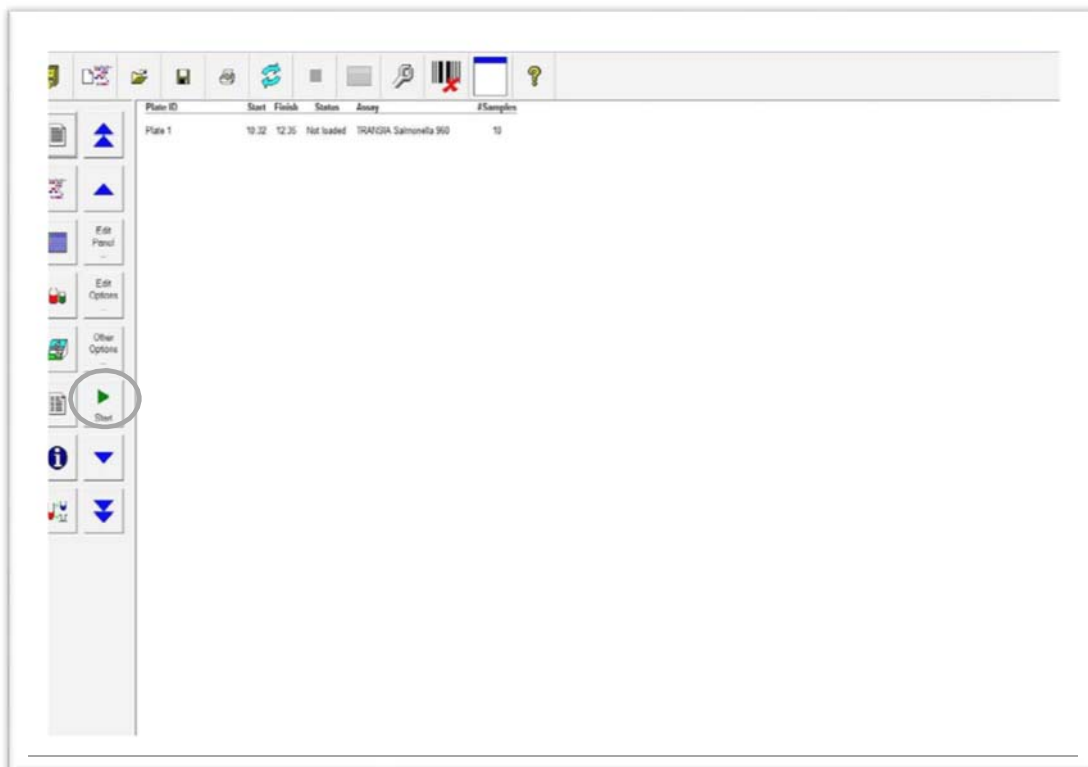 Plate ID Start Finish Status Assay #Samples
Plate 1 10:32 12:35 Not loaded TRANSIA Salmonella 960 10
Edit
Panel
...
Edit
Options
...
Other
Options
...
Start